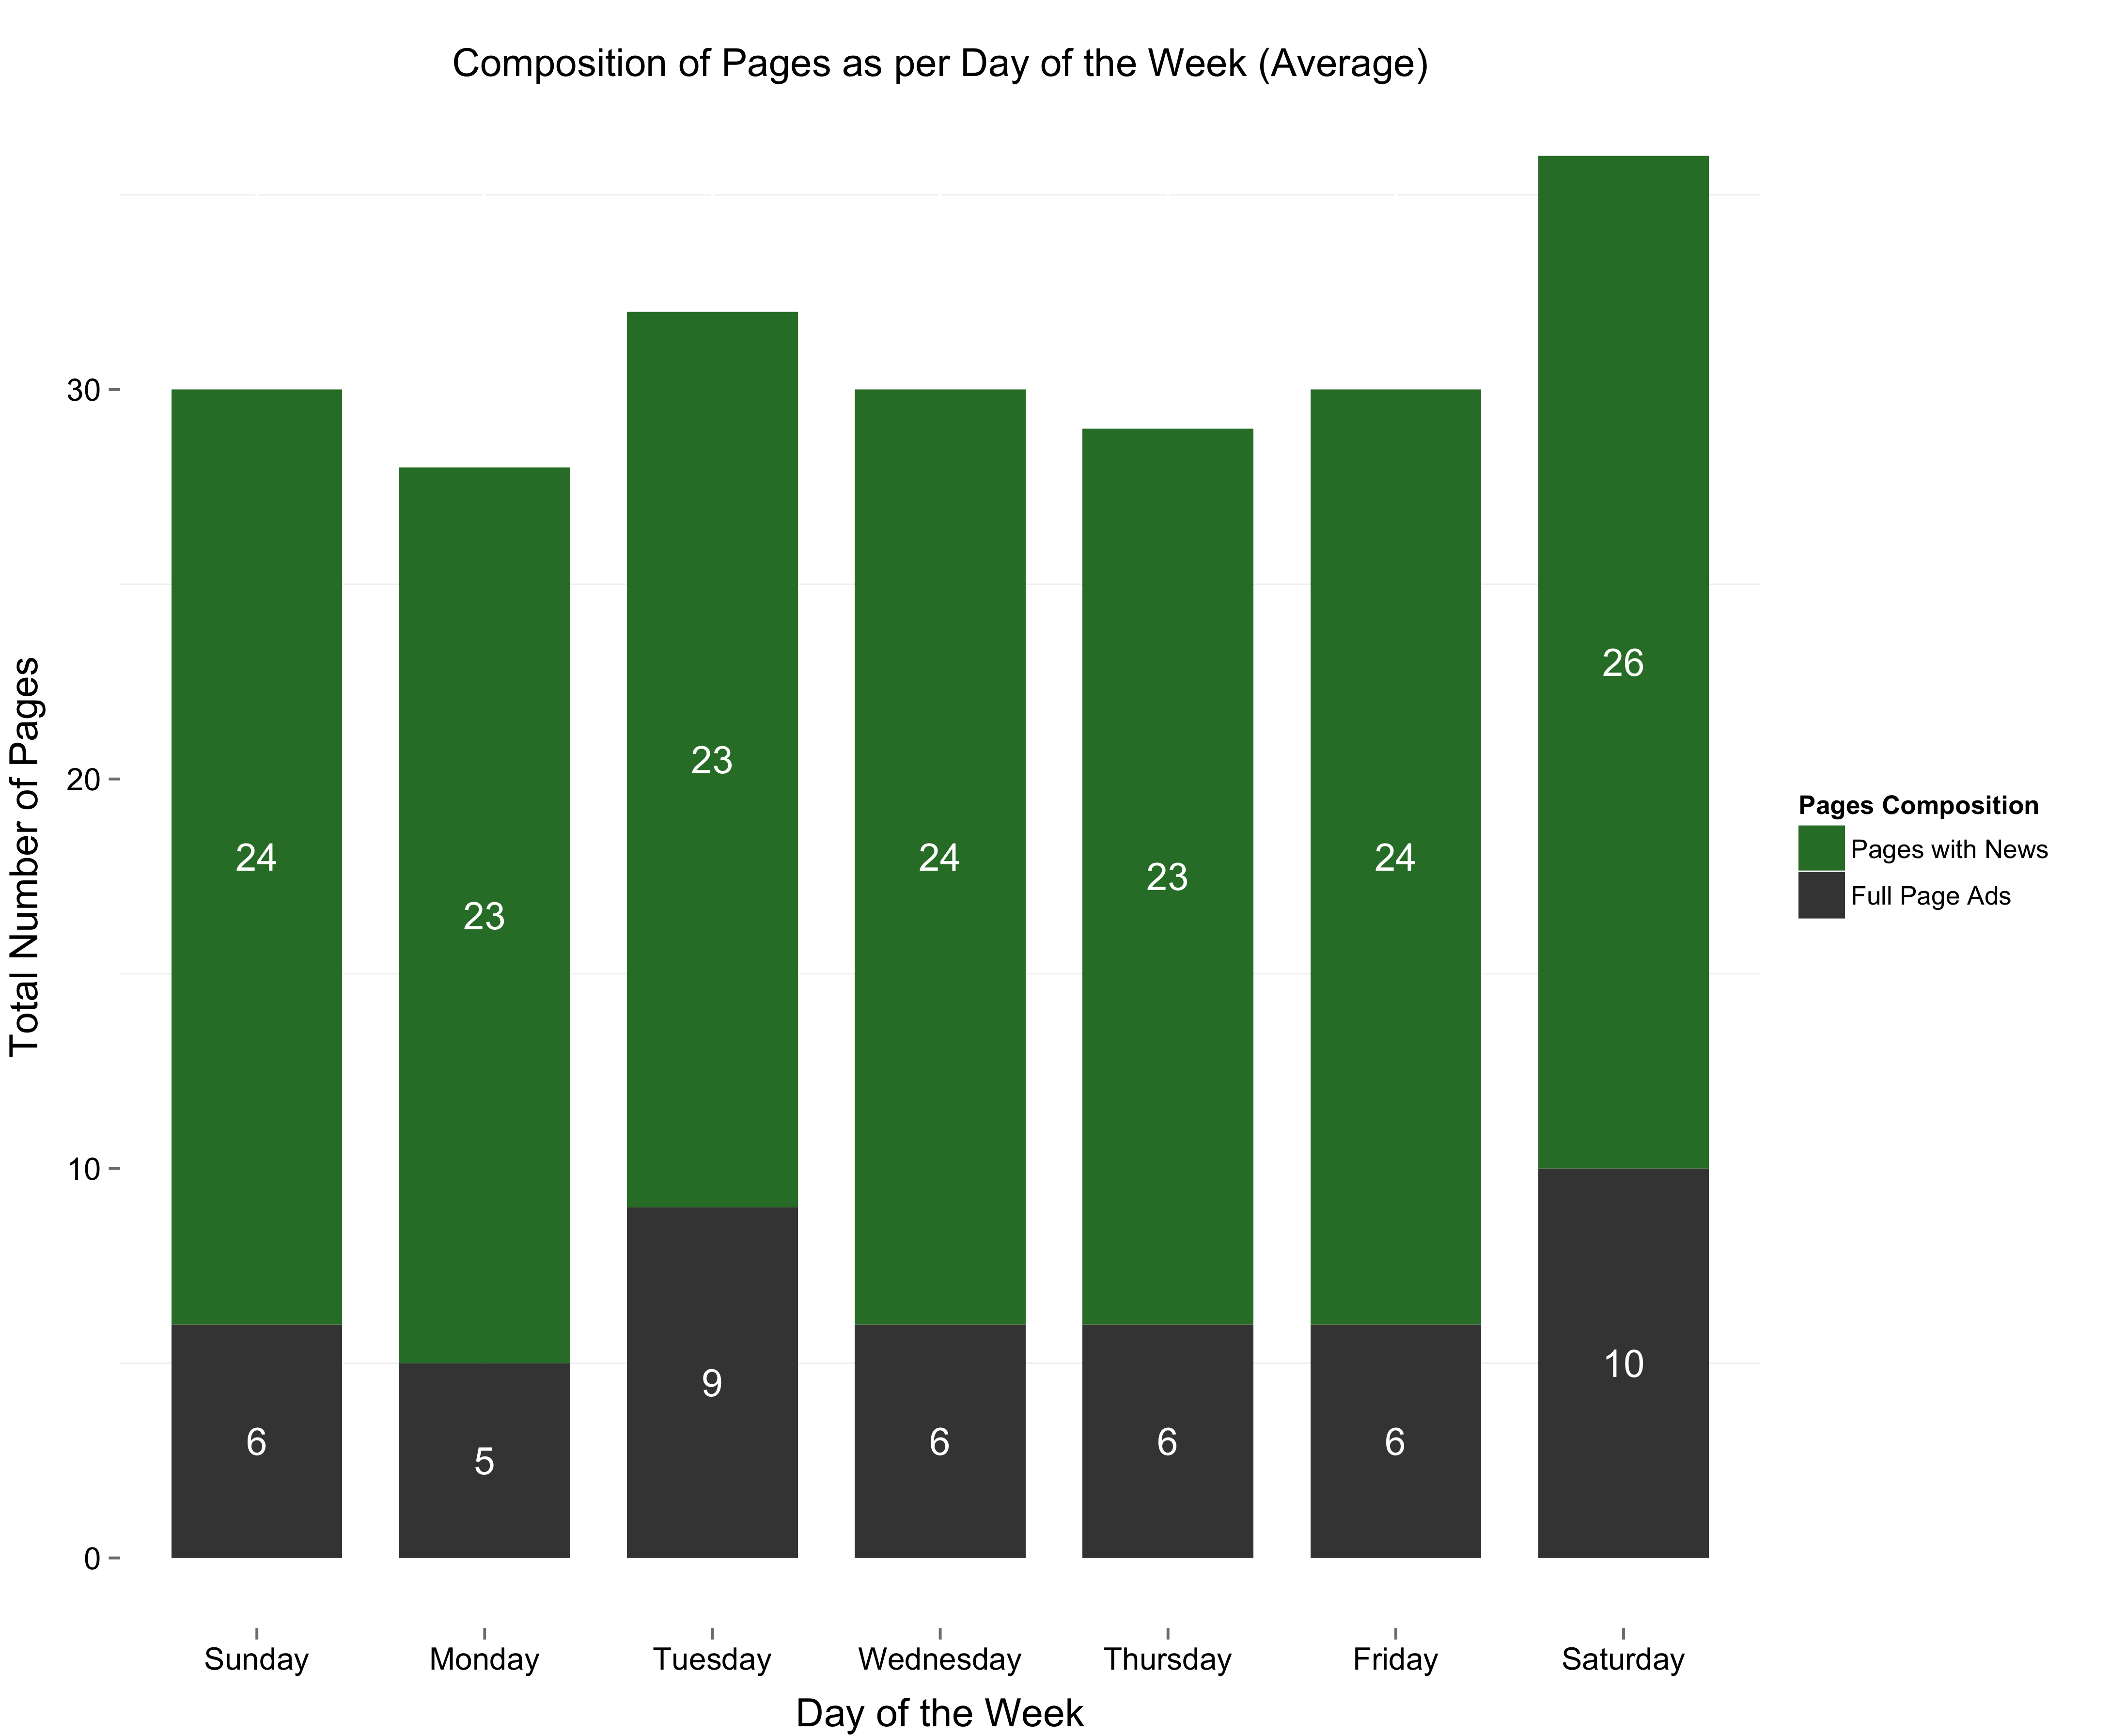 Composition of Pages as per Day of the Week (Average)
Total Number of Pages
30
20
10
0
24
23
23
24
23
24
26
6
5
9
6
6
6
10
Sunday
Monday
Tuesday
Wednesday
Thursday
Friday
Saturday
Day of the Week
Pages Composition
Pages with News
Full Page Ads